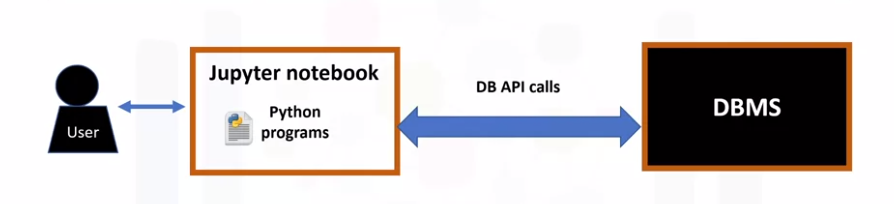 User
Jupyter notebook
Python
programs
DB API calls
DBMS